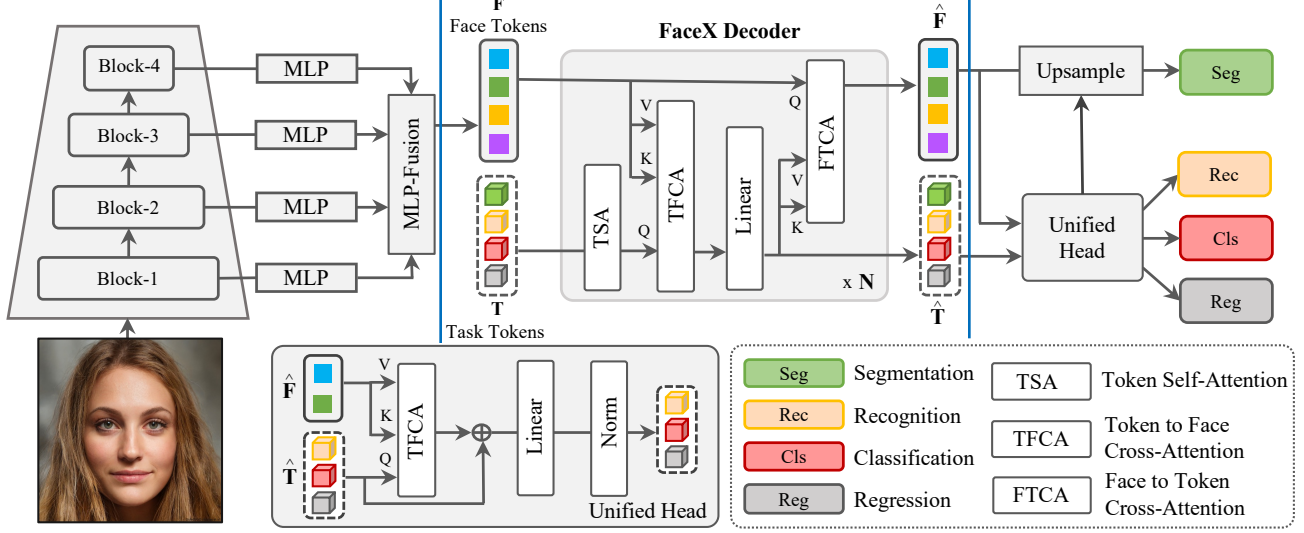 Block-4
Block-3
Block-2
Block-1
MLP
MLP
MLP
MLP
MLP-Fusion
F
Face Tokens
T
Task Tokens
FaceX Decoder
TSA
Q
V
K
TFCA
Linear
Q
V
K
FTCA
x N
F̂
T̂
Upsample
Unified
Head
Seg
Rec
Cls
Reg
F̂
T̂
V
K
Q
TFCA
Linear
Norm
Unified Head
Seg Segmentation
Rec Recognition
Cls Classification
Reg Regression
TSA Token Self-Attention
TFCA Token to Face
Cross-Attention
FTCA Face to Token
Cross-Attention